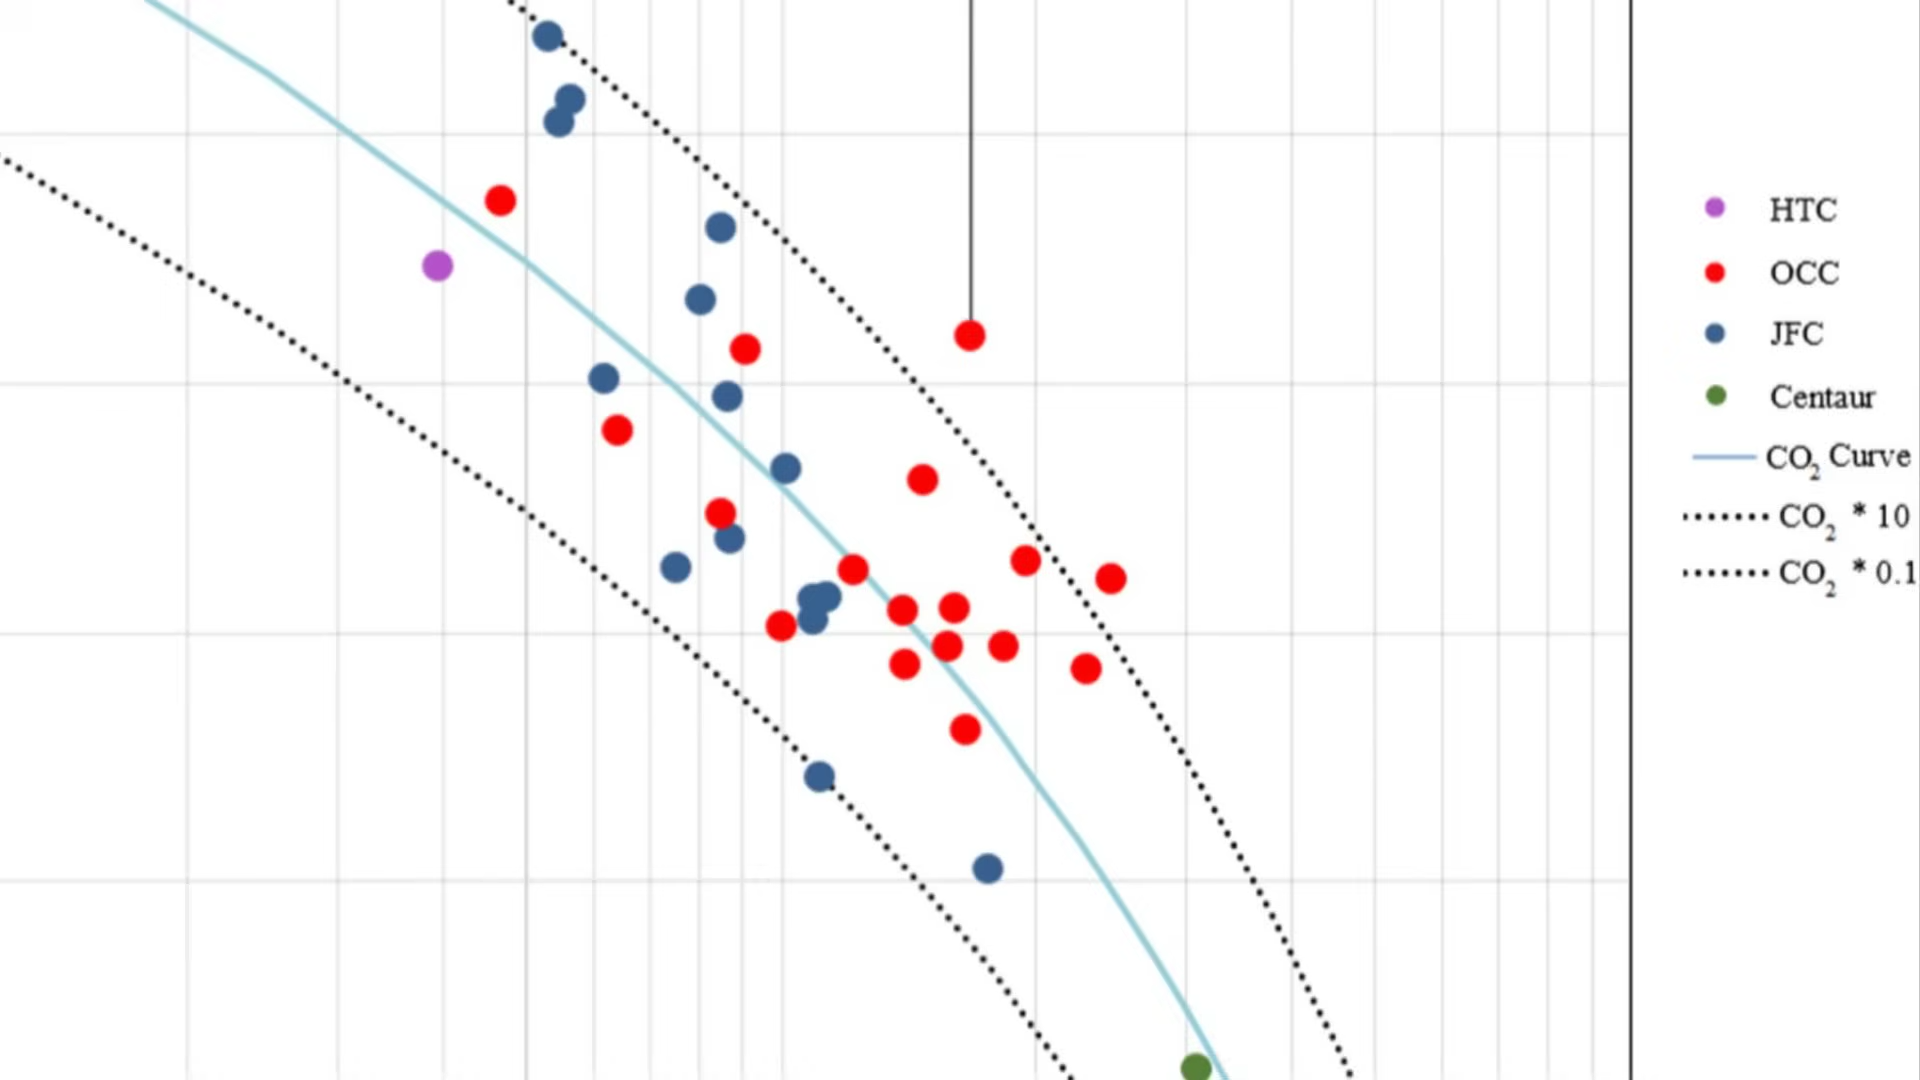 HTC
OCC
JFC
Centaur
CO₂ Curve
CO₂ * 10
CO₂ * 0.1